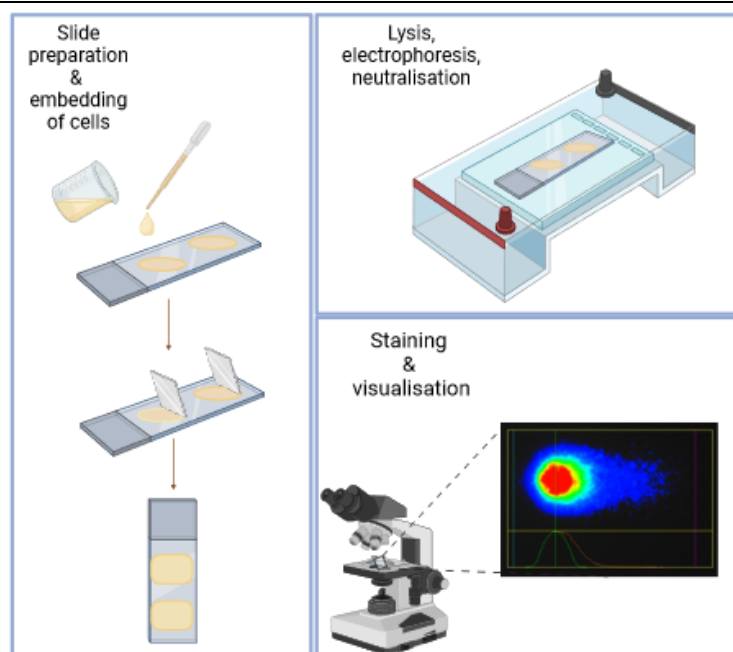 Slide
preparation
&
embedding
of cells
Lysis,
electrophoresis,
neutralisation
Staining
&
visualisation